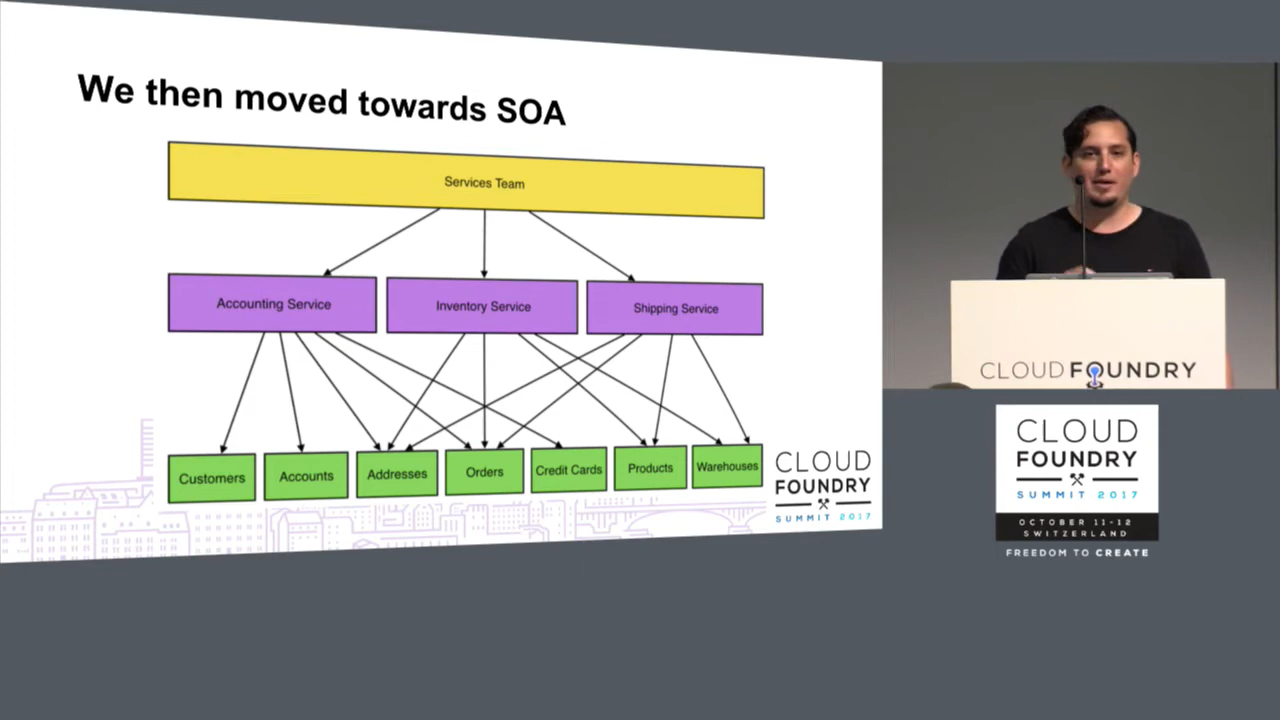 We then moved towards SOA
Services Team
Accounting Service
Inventory Service
Shipping Service
Customers
Accounts
Addresses
Orders
Credit Cards
Products
Warehouses
CLOUD
FOUNDRY
SUMMIT 2017
CLOUD FOUNDRY
CLOUD
FOUNDRY
SUMMIT 2017
OCTOBER 11-12
SWITZERLAND
FREEDOM TO CREATE